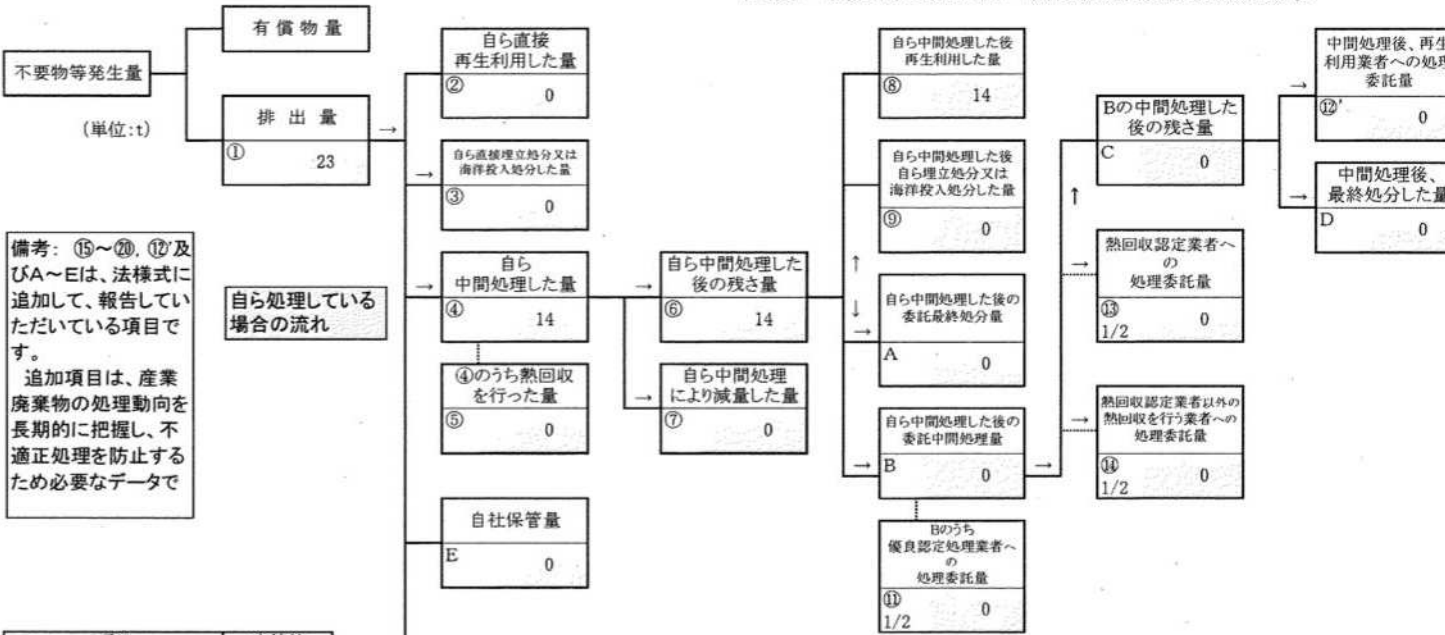 不要物等発生量
(単位:t)
有償物量
排出量
①
23
→
備考: ⑮～⑳, ⑫'及
びA～Eは、法様式に
追加して、報告してい
ただいている項目で
す。
追加項目は、産業
廃棄物の処理動向を
長期的に把握し、不
適正処理を防止する
ため必要なデータで
自ら処理している
場合の流れ
自ら直接
再生利用した量
②
0
→
自ら直接埋立処分又は
海洋投入処分した量
③
0
→
自ら
中間処理した量
④
14
④のうち熱回収
を行った量
⑤
0
自社保管量
E
0
→
自ら中間処理した
後の残さ量
⑥
14
→
自ら中間処理
により減量した量
⑦
0
自ら中間処理した後
再生利用した量
⑧
14
自ら中間処理した後
自ら埋立処分又は
海洋投入処分した量
⑨
0
↑
↓
→
自ら中間処理した後の
委託最終処分量
A
0
自ら中間処理した後の
委託中間処理量
→
B
0
→
Bのうち
優良認定処理業者へ
の
処理委託量
⑪
1/2
0
Bの中間処理した
後の残さ量
C
0
↑
→
熱回収認定業者へ
の
処理委託量
⑬
1/2
0
→
熱回収認定業者以外の
熱回収を行う業者への
処理委託量
⑭
1/2
0
中間処理後、再生
利用業者への処理
委託量
→
⑫'
0
中間処理後、
最終処分した量
→
D
0